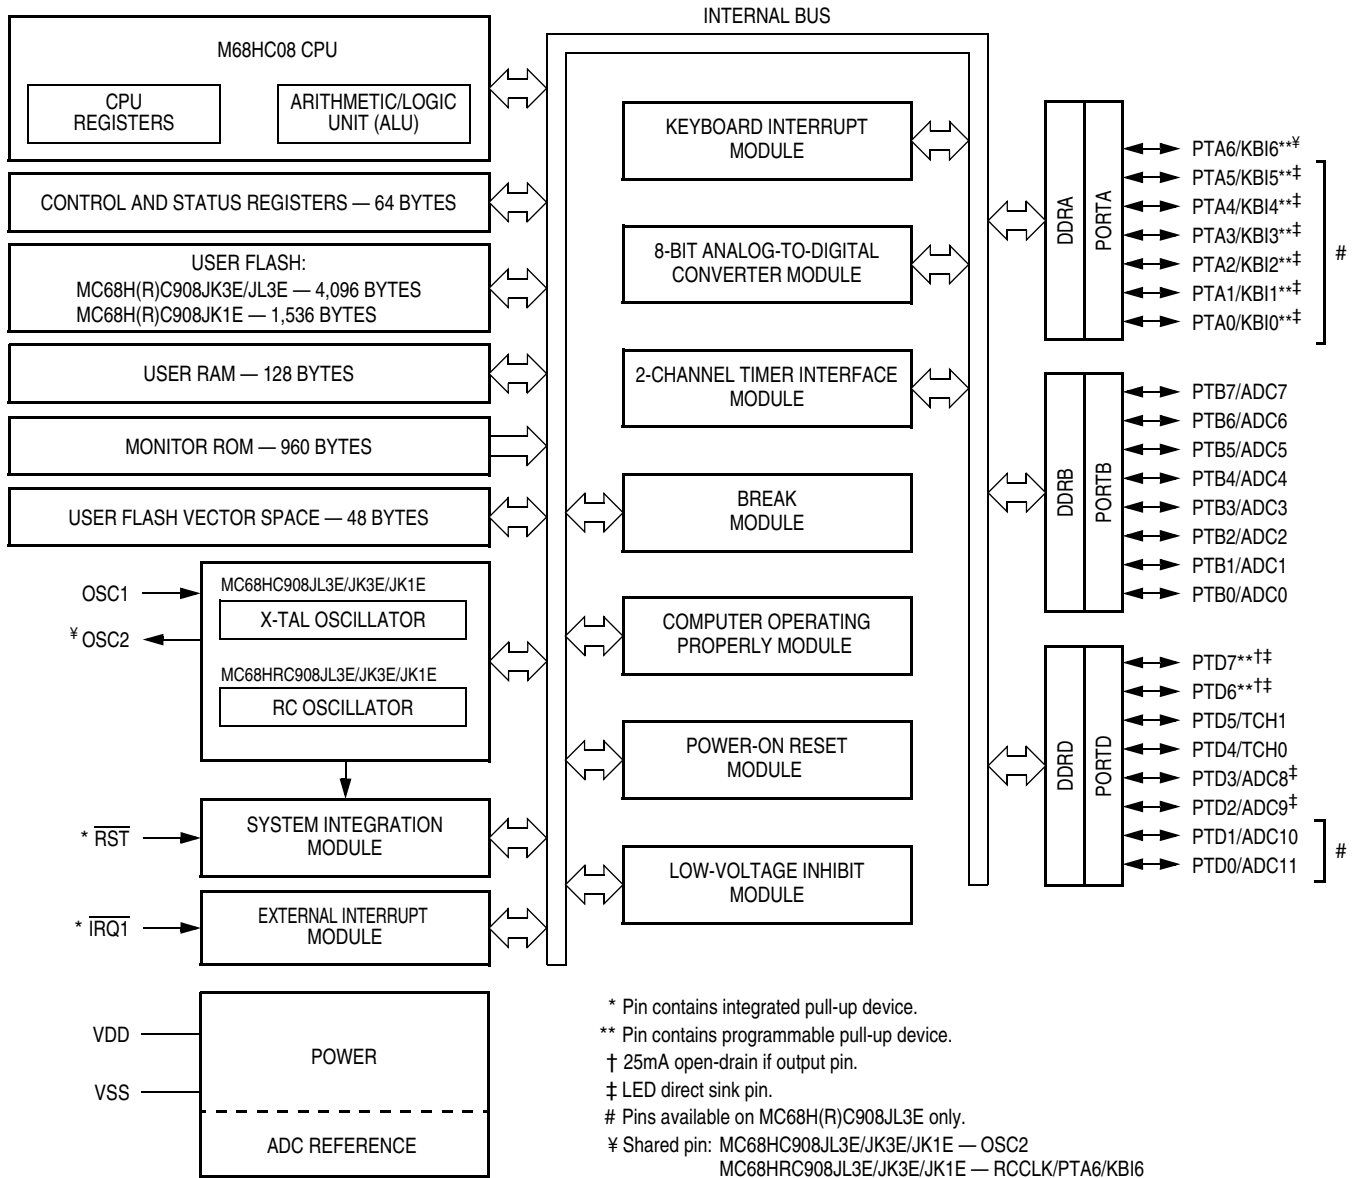 INTERNAL BUS
M68HC08 CPU
CPU
REGISTERS
ARITHMETIC/LOGIC
UNIT (ALU)
CONTROL AND STATUS REGISTERS — 64 BYTES
USER FLASH:
MC68H(R)C908JK3E/JL3E — 4,096 BYTES
MC68H(R)C908JK1E — 1,536 BYTES
USER RAM — 128 BYTES
MONITOR ROM — 960 BYTES
USER FLASH VECTOR SPACE — 48 BYTES
OSC1
¥ OSC2
MC68HC908JL3E/JK3E/JK1E
X-TAL OSCILLATOR
MC68HRC908JL3E/JK3E/JK1E
RC OSCILLATOR
* RST
SYSTEM INTEGRATION
MODULE
* IRQ1
EXTERNAL INTERRUPT
MODULE
VDD
VSS
POWER
ADC REFERENCE
KEYBOARD INTERRUPT
MODULE
8-BIT ANALOG-TO-DIGITAL
CONVERTER MODULE
2-CHANNEL TIMER INTERFACE
MODULE
BREAK
MODULE
COMPUTER OPERATING
PROPERLY MODULE
POWER-ON RESET
MODULE
LOW-VOLTAGE INHIBIT
MODULE
DDRA
PORTA
PTA6/KBI6**¥
PTA5/KBI5**‡
PTA4/KBI4**‡
PTA3/KBI3**‡
PTA2/KBI2**‡
PTA1/KBI1**‡
PTA0/KBI0**‡
#
DDRB
PORTB
PTB7/ADC7
PTB6/ADC6
PTB5/ADC5
PTB4/ADC4
PTB3/ADC3
PTB2/ADC2
PTB1/ADC1
PTB0/ADC0
DDRD
PORTD
PTD7**†‡
PTD6**†‡
PTD5/TCH1
PTD4/TCH0
PTD3/ADC8‡
PTD2/ADC9‡
PTD1/ADC10
PTD0/ADC11
#
* Pin contains integrated pull-up device.
** Pin contains programmable pull-up device.
† 25mA open-drain if output pin.
‡ LED direct sink pin.
# Pins available on MC68H(R)C908JL3E only.
¥ Shared pin: MC68HC908JL3E/JK3E/JK1E — OSC2
MC68HRC908JL3E/JK3E/JK1E — RCCLK/PTA6/KBI6